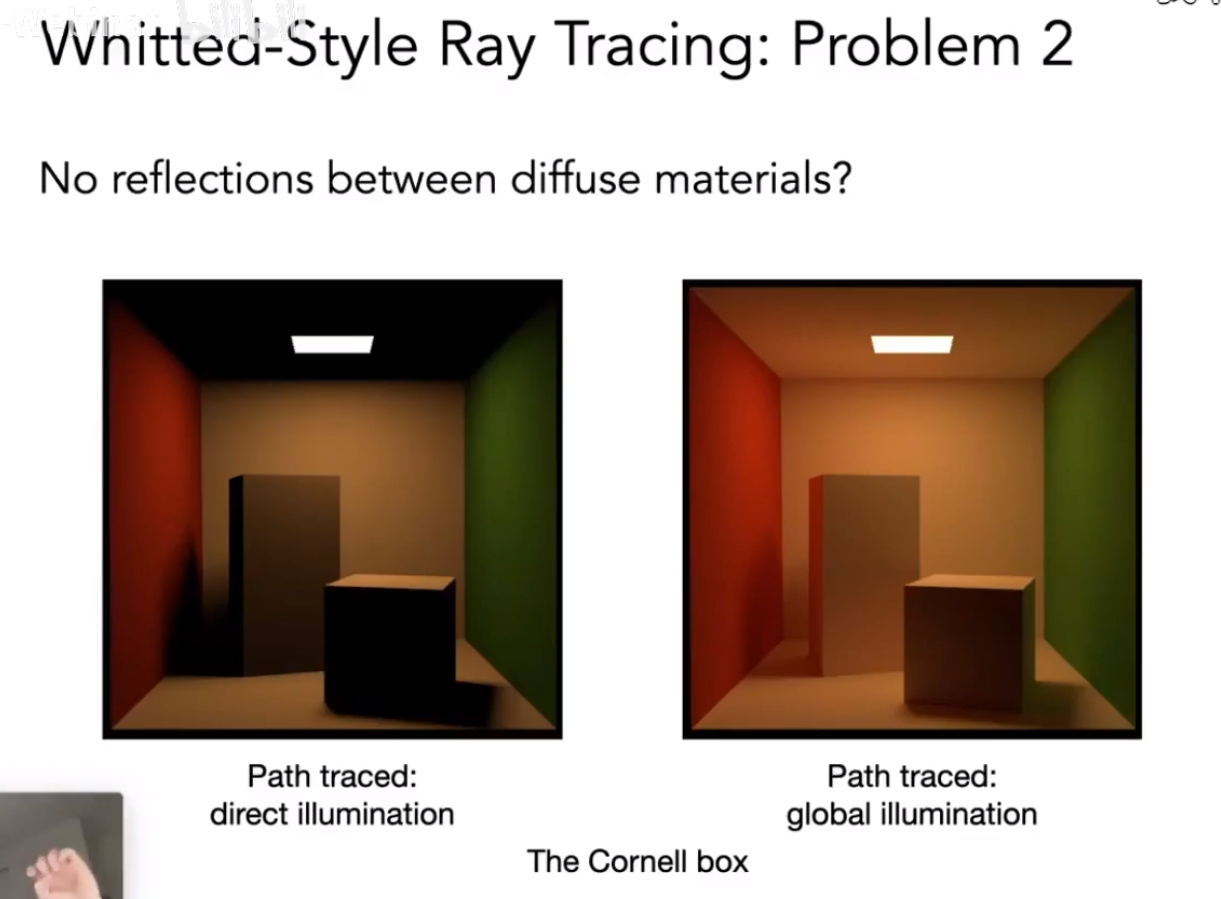 Whitted-Style Ray Tracing: Problem 2
No reflections between diffuse materials?
Path traced:
direct illumination
Path traced:
global illumination
The Cornell box